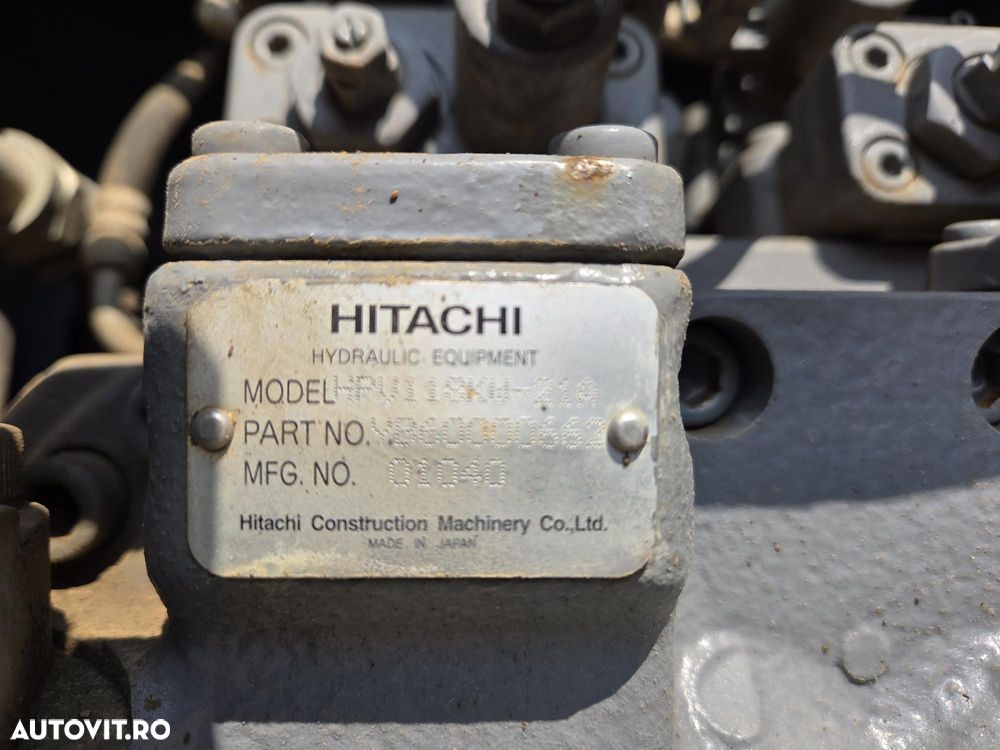 HITACHI
HYDRAULIC EQUIPMENT
MODEL HPV118KW-21A
PART NO. YB60000662
MFG. NO. 01040
Hitachi Construction Machinery Co.,Ltd.
MADE IN JAPAN
AUTOVIT.RO